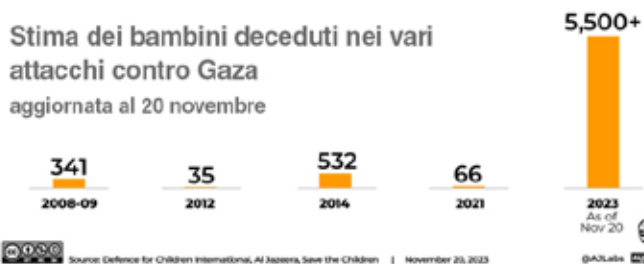 Stima dei bambini deceduti nei vari
attacchi contro Gaza
aggiornata al 20 novembre
5,500+
341
35
532
66
2008-09
2012
2014
2021
2023
As of
Nov 20
Source: Defence for Children International, Al Jazeera, Save the Children | November 20, 2023
@AJLabs